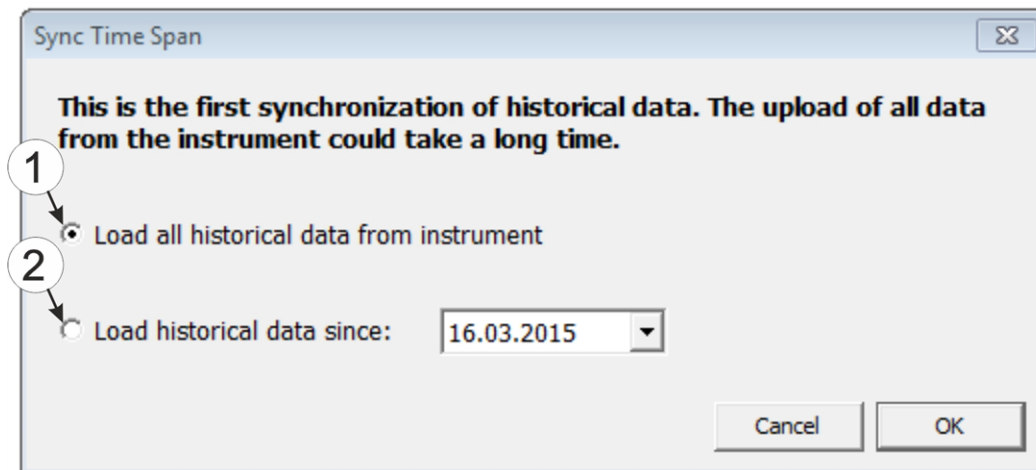 Sync Time Span
This is the first synchronization of historical data. The upload of all data
from the instrument could take a long time.
1
Load all historical data from instrument
2
Load historical data since: 16.03.2015
Cancel OK